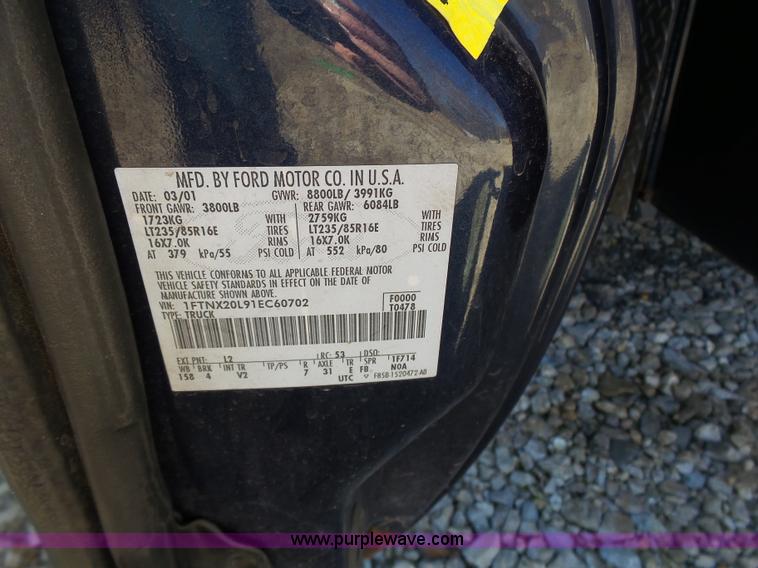 MFD. BY FORD MOTOR CO. IN U.S.A.
DATE: 03/01 GVWR: 8800LB/ 3991KG
FRONT GAWR: 3800LB REAR GAWR: 6084LB
1723KG WITH 2759KG WITH
LT235/85R16E TIRES LT235/85R16E TIRES
16X7.0K RIMS 16X7.0K RIMS
AT 379 kPa/55 PSI COLD AT 552 kPa/80 PSI COLD
THIS VEHICLE CONFORMS TO ALL APPLICABLE FEDERAL MOTOR
VEHICLE SAFETY STANDARDS IN EFFECT ON THE DATE OF
MANUFACTURE SHOWN ABOVE.
VIN: 1FTNX20L91EC60702 F0000
TYPE: TRUCK T0478
EXT PNT: L2 RC: 53 DSO:
WB BRK INT TR TP/PS R AXLE TR SPR 1F714
158 4 V2 7 31 E FB N0A
UTC F85B-1520472-AB
www.purplewave.com